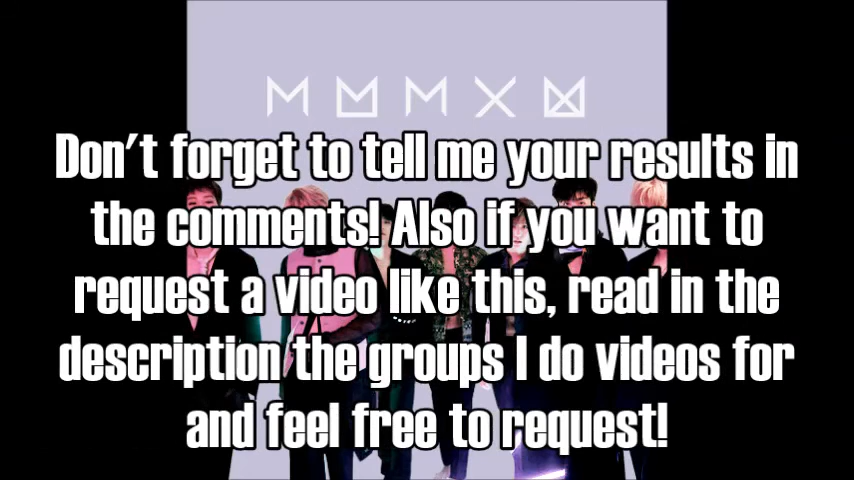 Don't forget to tell me your results in
the comments! Also if you want to
request a video like this, read in the
description the groups I do videos for
and feel free to request!